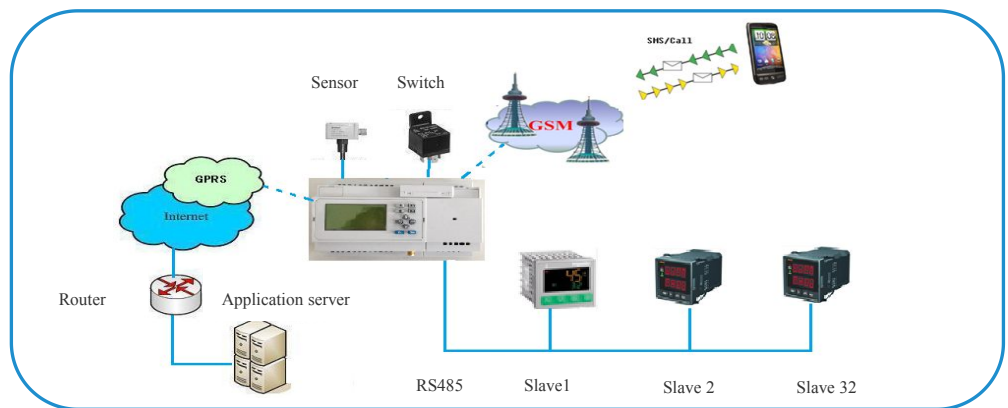 SMS/Call
Sensor
Switch
GSM
GPRS
Internet
Router
Application server
RS485
Slave1
Slave 2
Slave 32